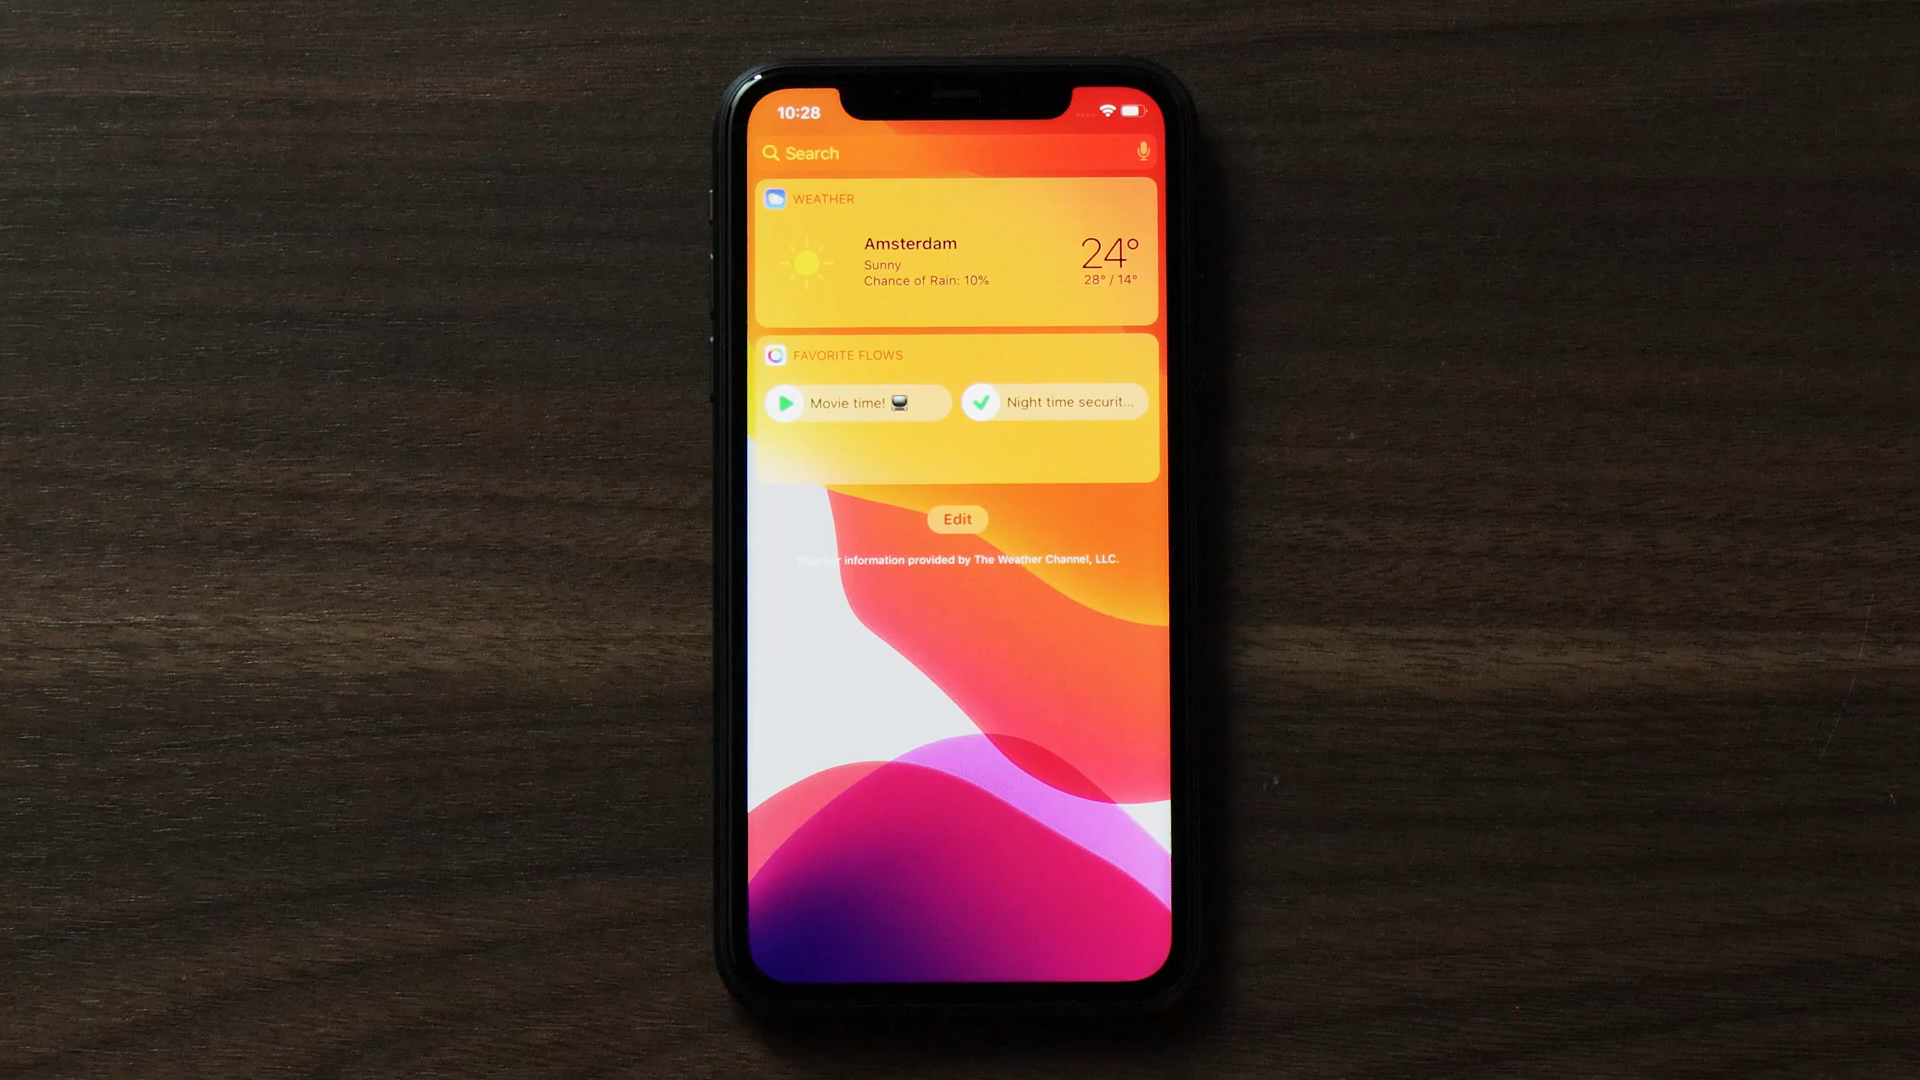 10:28
Search
WEATHER
Amsterdam
Sunny
Chance of Rain: 10%
24°
28° / 14°
FAVORITE FLOWS
Movie time! 📺
Night time securit...
Edit
Weather information provided by The Weather Channel, LLC.